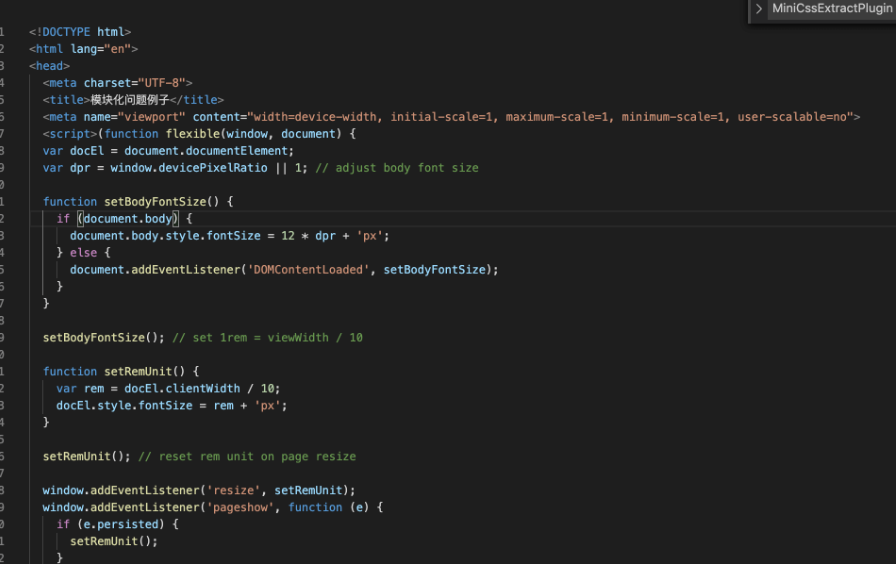 MiniCssExtractPlugin
1 <!DOCTYPE html>
2 <html lang="en">
3 <head>
4 <meta charset="UTF-8">
5 <title>模块化问题例子</title>
6 <meta name="viewport" content="width=device-width, initial-scale=1, maximum-scale=1, minimum-scale=1, user-scalable=no">
7 <script>(function flexible(window, document) {
8 var docEl = document.documentElement;
9 var dpr = window.devicePixelRatio || 1; // adjust body font size
0
1 function setBodyFontSize() {
2 if (document.body) {
3 document.body.style.fontSize = 12 * dpr + 'px';
4 } else {
5 document.addEventListener('DOMContentLoaded', setBodyFontSize);
6 }
7 }
8
9 setBodyFontSize(); // set 1rem = viewWidth / 10
0
1 function setRemUnit() {
2 var rem = docEl.clientWidth / 10;
3 docEl.style.fontSize = rem + 'px';
4 }
5
6 setRemUnit(); // reset rem unit on page resize
7
8 window.addEventListener('resize', setRemUnit);
9 window.addEventListener('pageshow', function (e) {
0 if (e.persisted) {
1 setRemUnit();
2 }